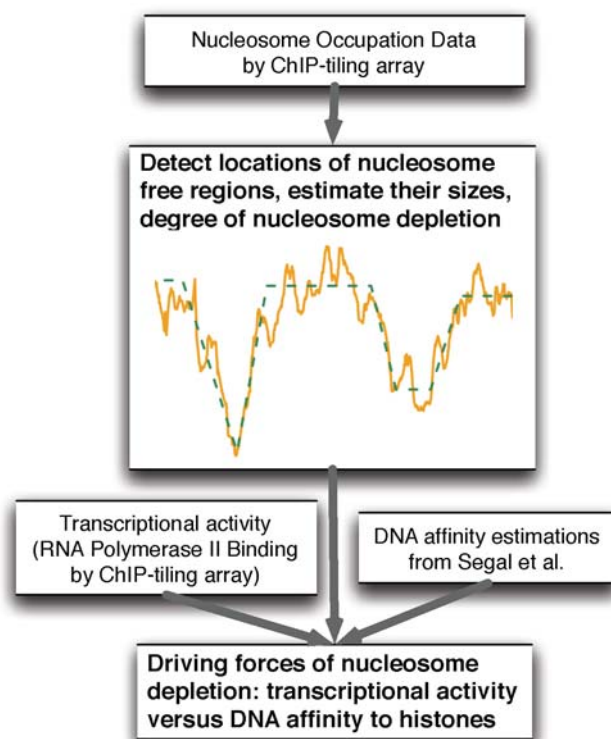 Nucleosome Occupation Data
by ChIP-tiling array
Detect locations of nucleosome
free regions, estimate their sizes,
degree of nucleosome depletion
Transcriptional activity
(RNA Polymerase II Binding
by ChIP-tiling array)
DNA affinity estimations
from Segal et al.
Driving forces of nucleosome
depletion: transcriptional activity
versus DNA affinity to histones